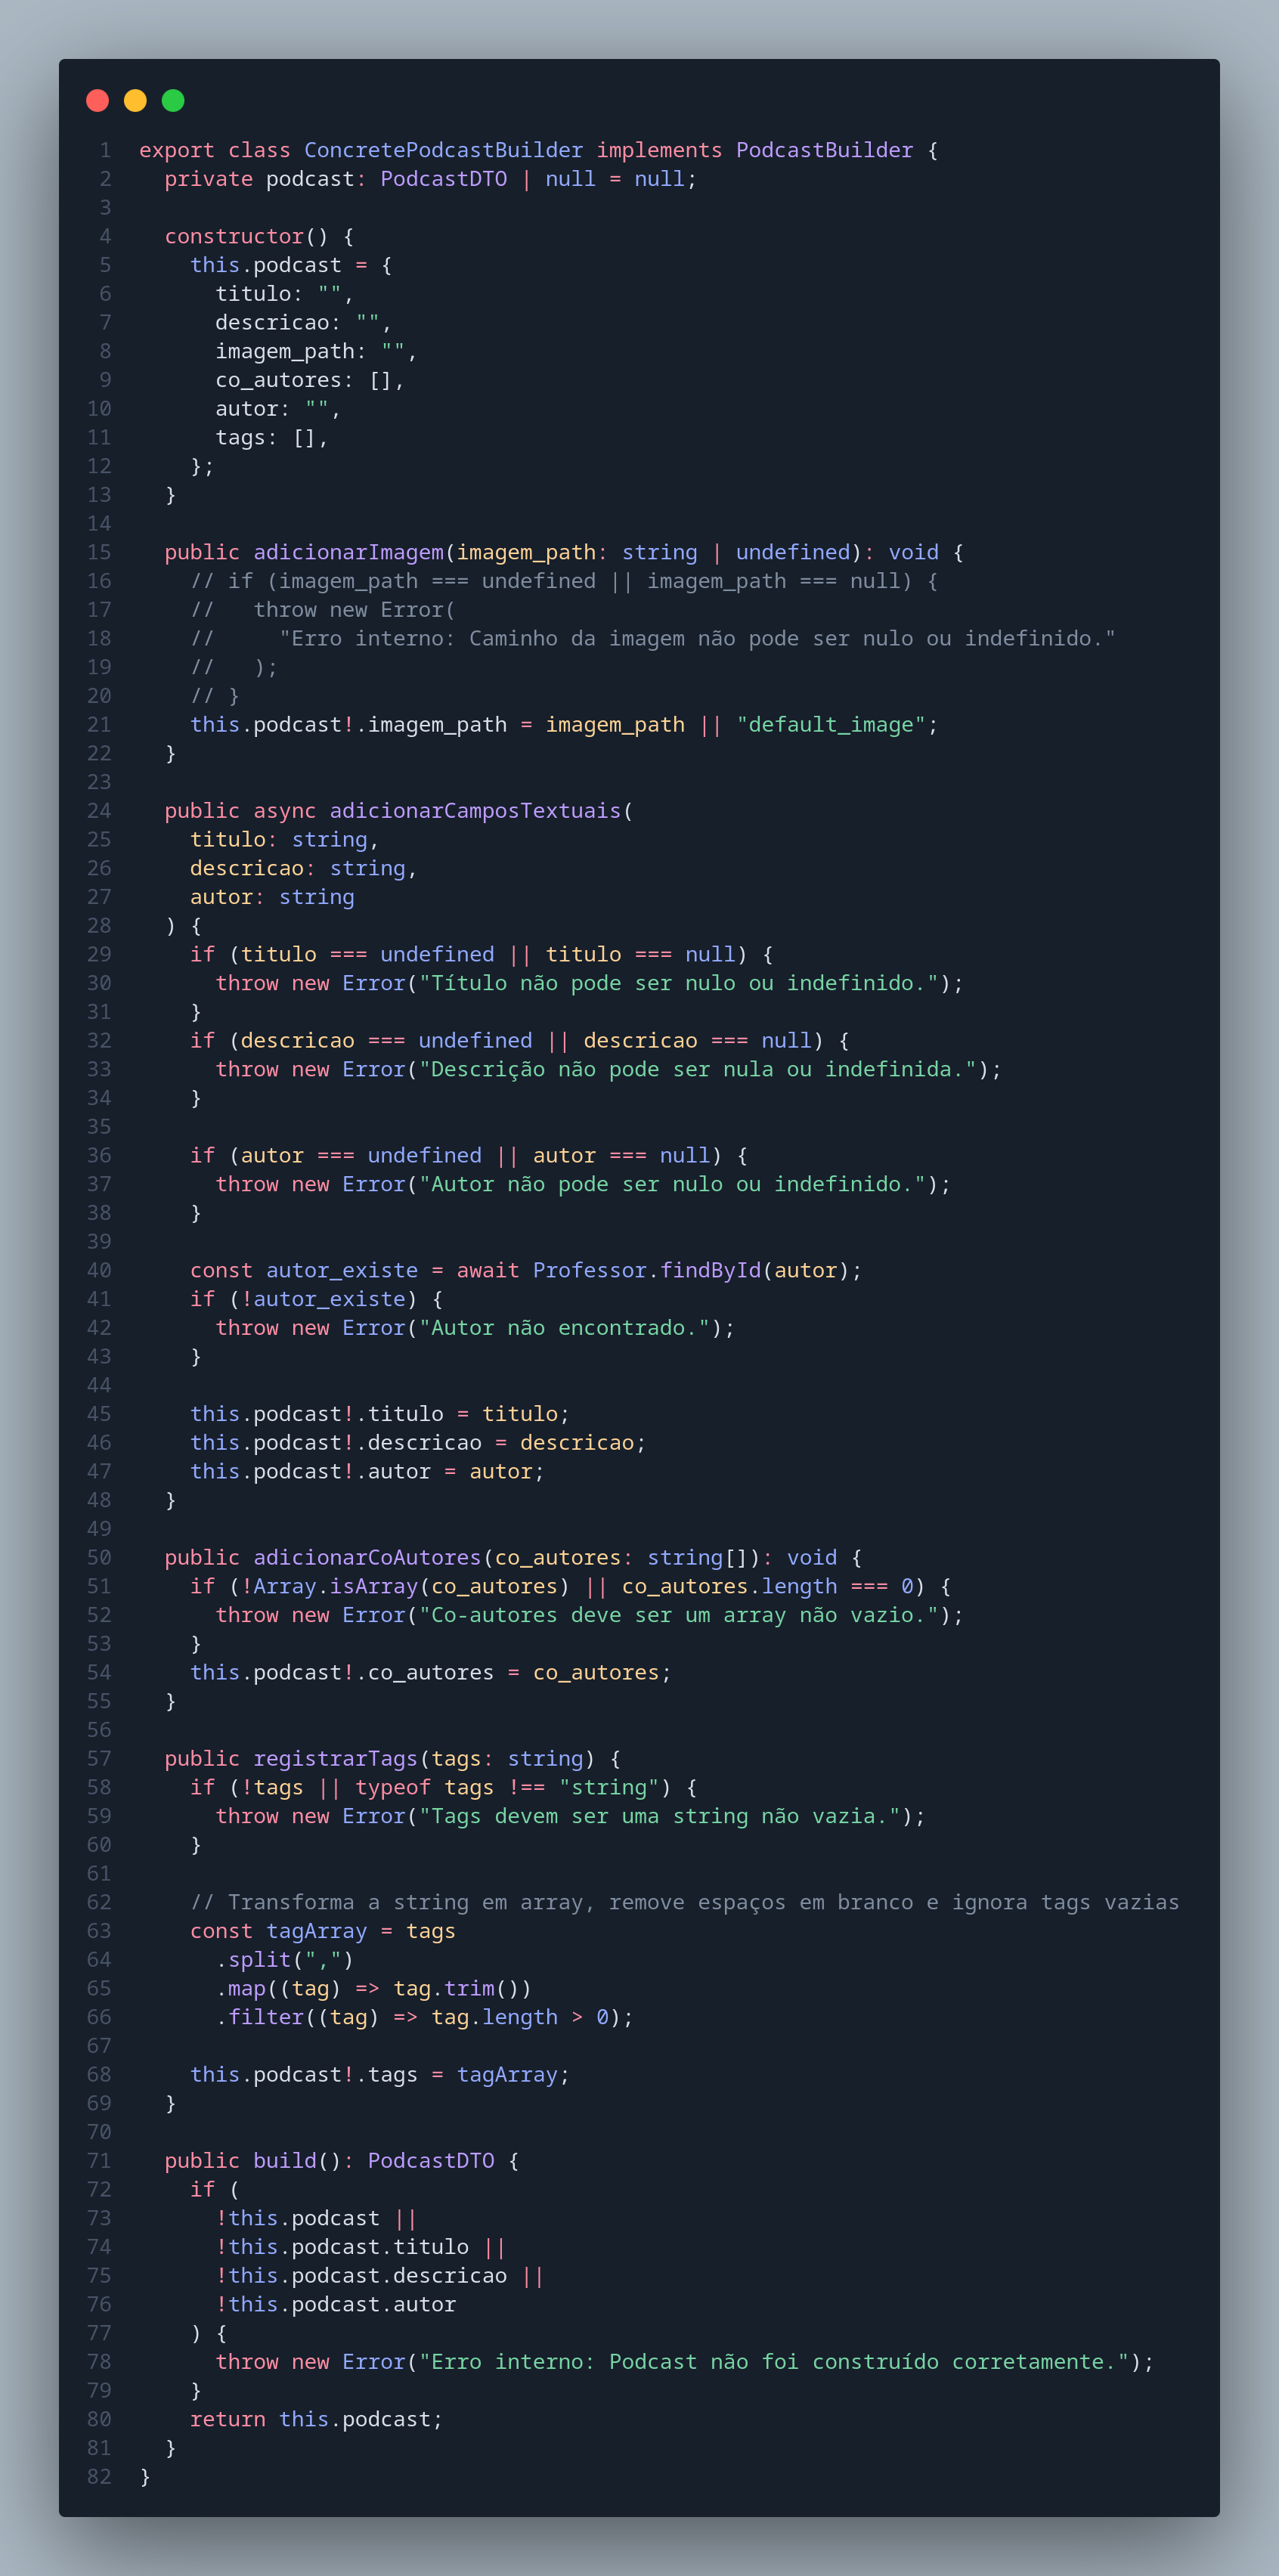 1 export class ConcretePodcastBuilder implements PodcastBuilder {
2   private podcast: PodcastDTO | null = null;
3
4   constructor() {
5     this.podcast = {
6       titulo: "",
7       descricao: "",
8       imagem_path: "",
9       co_autores: [],
10       autor: "",
11       tags: [],
12     };
13   }
14
15   public adicionarImagem(imagem_path: string | undefined): void {
16     // if (imagem_path === undefined || imagem_path === null) {
17     //   throw new Error(
18     //     "Erro interno: Caminho da imagem não pode ser nulo ou indefinido."
19     //   );
20     // }
21     this.podcast!.imagem_path = imagem_path || "default_image";
22   }
23
24   public async adicionarCamposTextuais(
25     titulo: string,
26     descricao: string,
27     autor: string
28   ) {
29     if (titulo === undefined || titulo === null) {
30       throw new Error("Título não pode ser nulo ou indefinido.");
31     }
32     if (descricao === undefined || descricao === null) {
33       throw new Error("Descrição não pode ser nula ou indefinida.");
34     }
35
36     if (autor === undefined || autor === null) {
37       throw new Error("Autor não pode ser nulo ou indefinido.");
38     }
39
40     const autor_existe = await Professor.findById(autor);
41     if (!autor_existe) {
42       throw new Error("Autor não encontrado.");
43     }
44
45     this.podcast!.titulo = titulo;
46     this.podcast!.descricao = descricao;
47     this.podcast!.autor = autor;
48   }
49
50   public adicionarCoAutores(co_autores: string[]): void {
51     if (!Array.isArray(co_autores) || co_autores.length === 0) {
52       throw new Error("Co-autores deve ser um array não vazio.");
53     }
54     this.podcast!.co_autores = co_autores;
55   }
56
57   public registrarTags(tags: string) {
58     if (!tags || typeof tags !== "string") {
59       throw new Error("Tags devem ser uma string não vazia.");
60     }
61
62     // Transforma a string em array, remove espaços em branco e ignora tags vazias
63     const tagArray = tags
64       .split(",")
65       .map((tag) => tag.trim())
66       .filter((tag) => tag.length > 0);
67
68     this.podcast!.tags = tagArray;
69   }
70
71   public build(): PodcastDTO {
72     if (
73       !this.podcast ||
74       !this.podcast.titulo ||
75       !this.podcast.descricao ||
76       !this.podcast.autor
77     ) {
78       throw new Error("Erro interno: Podcast não foi construído corretamente.");
79     }
80     return this.podcast;
81   }
82 }